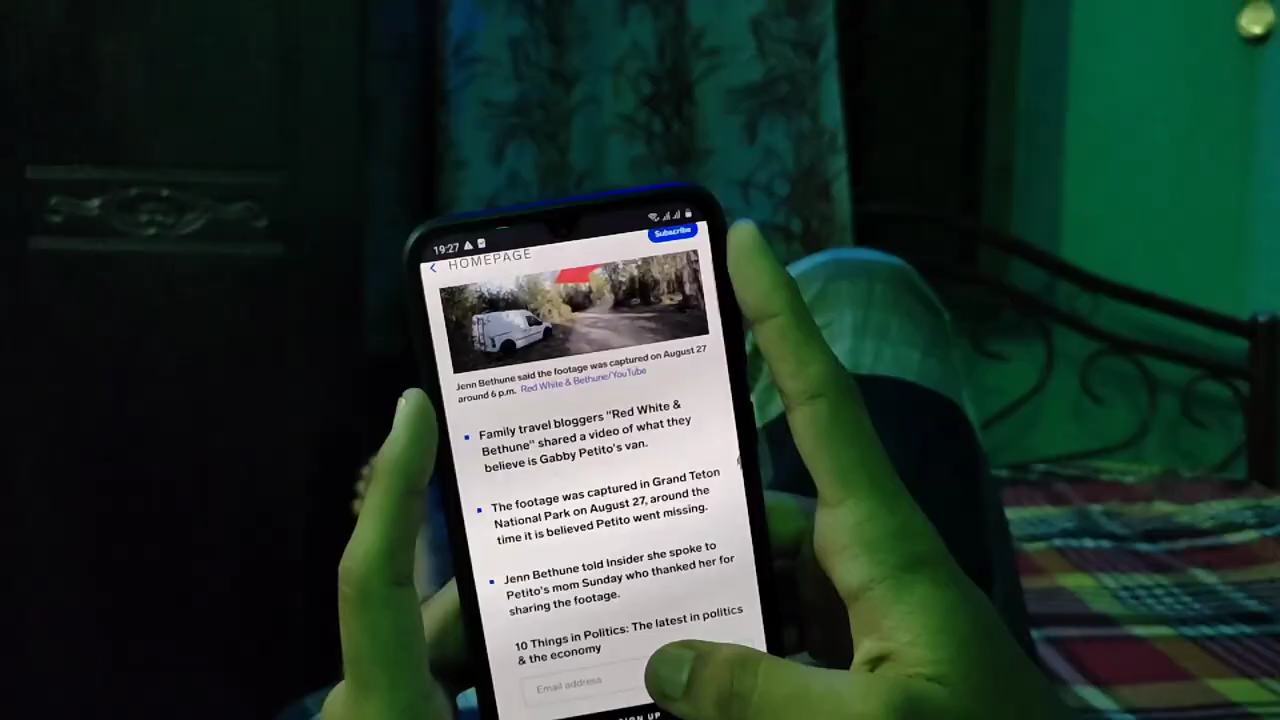 19:27
Subscribe
HOMEPAGE
Jenn Bethune said the footage was captured on August 27
around 6 p.m. Red White & Bethune/YouTube
Family travel bloggers "Red White &
Bethune" shared a video of what they
believe is Gabby Petito's van.
The footage was captured in Grand Teton
National Park on August 27, around the
time it is believed Petito went missing.
Jenn Bethune told Insider she spoke to
Petito's mom Sunday who thanked her for
sharing the footage.
10 Things in Politics: The latest in politics
& the economy
Email address
SIGN UP